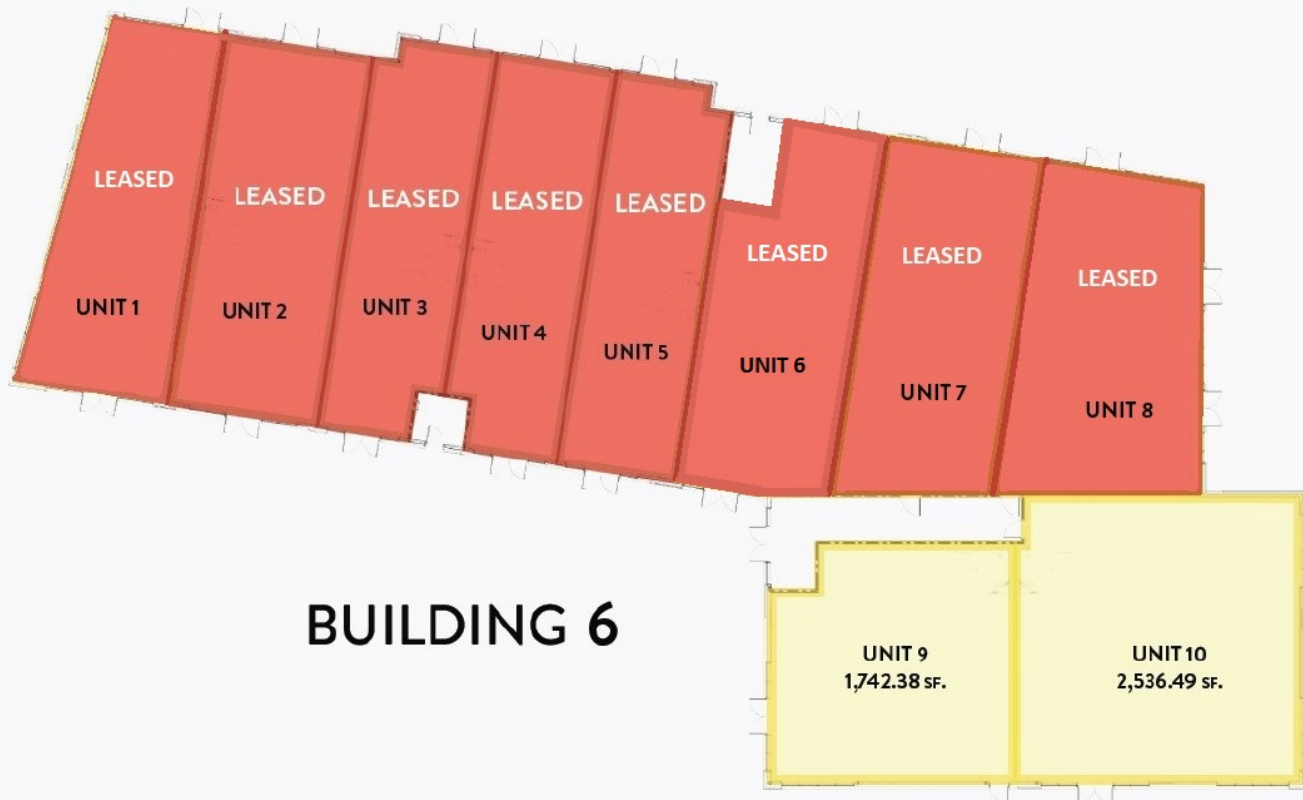 LEASED
UNIT 1
LEASED
UNIT 2
LEASED
UNIT 3
LEASED
UNIT 4
LEASED
UNIT 5
LEASED
UNIT 6
LEASED
UNIT 7
LEASED
UNIT 8
BUILDING 6
UNIT 9
1,742.38 SF.
UNIT 10
2,536.49 SF.